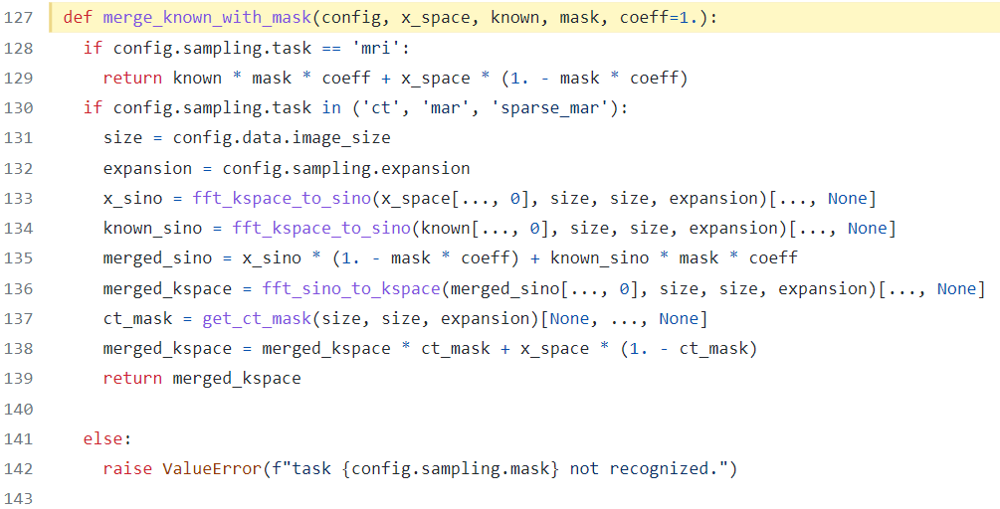 127 def merge_known_with_mask(config, x_space, known, mask, coeff=1.):
128   if config.sampling.task == 'mri':
129     return known * mask * coeff + x_space * (1. - mask * coeff)
130   if config.sampling.task in ('ct', 'mar', 'sparse_mar'):
131     size = config.data.image_size
132     expansion = config.sampling.expansion
133     x_sino = fft_kspace_to_sino(x_space[..., 0], size, size, expansion)[..., None]
134     known_sino = fft_kspace_to_sino(known[..., 0], size, size, expansion)[..., None]
135     merged_sino = x_sino * (1. - mask * coeff) + known_sino * mask * coeff
136     merged_kspace = fft_sino_to_kspace(merged_sino[..., 0], size, size, expansion)[..., None]
137     ct_mask = get_ct_mask(size, size, expansion)[None, ..., None]
138     merged_kspace = merged_kspace * ct_mask + x_space * (1. - ct_mask)
139     return merged_kspace
140
141   else:
142     raise ValueError(f"task {config.sampling.mask} not recognized.")
143